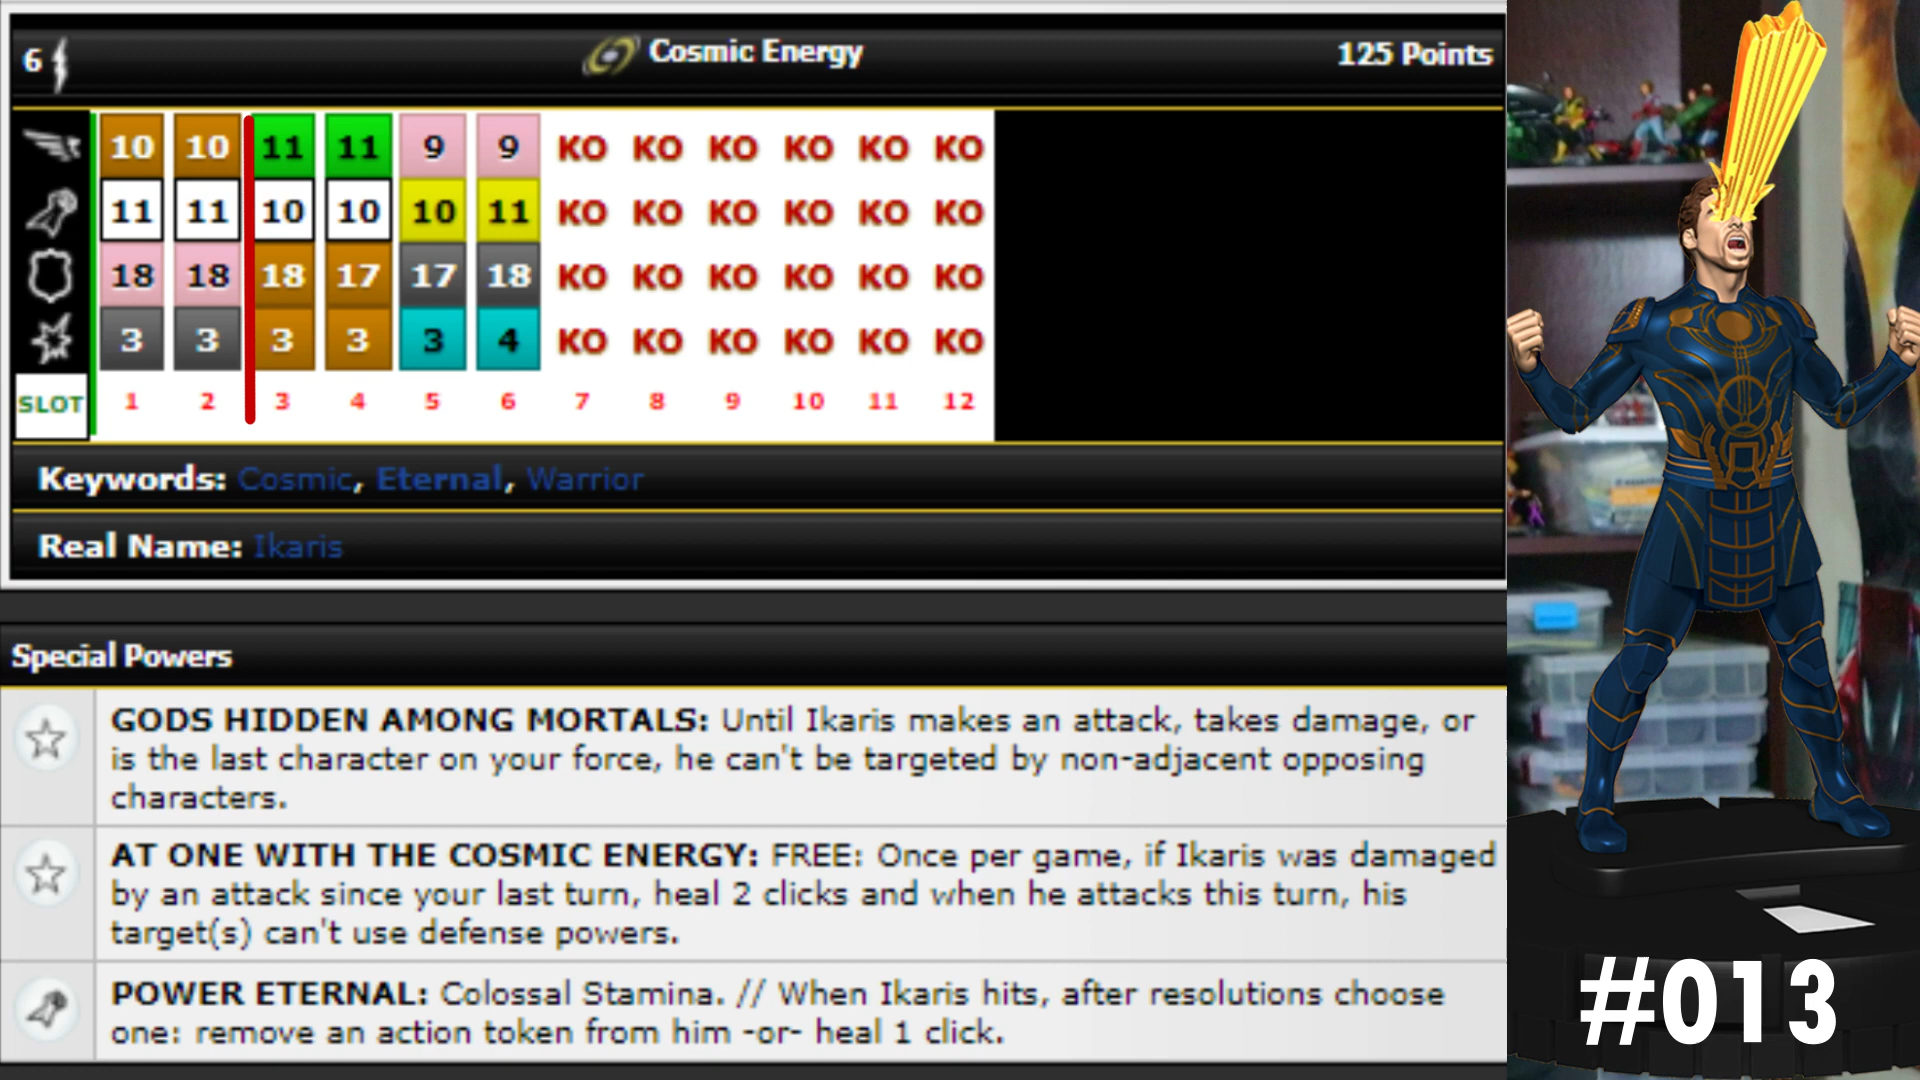 6 Cosmic Energy 125 Points
10 10 11 11 9 9 KO KO KO KO KO KO
11 11 10 10 10 11 KO KO KO KO KO KO
18 18 18 17 17 18 KO KO KO KO KO KO
3 3 3 3 3 4 KO KO KO KO KO KO
SLOT 1 2 3 4 5 6 7 8 9 10 11 12
Keywords: Cosmic, Eternal, Warrior
Real Name: Ikaris
Special Powers
GODS HIDDEN AMONG MORTALS: Until Ikaris makes an attack, takes damage, or
is the last character on your force, he can't be targeted by non-adjacent opposing
characters.
AT ONE WITH THE COSMIC ENERGY: FREE: Once per game, if Ikaris was damaged
by an attack since your last turn, heal 2 clicks and when he attacks this turn, his
target(s) can't use defense powers.
POWER ETERNAL: Colossal Stamina. // When Ikaris hits, after resolutions choose
one: remove an action token from him -or- heal 1 click.
#013